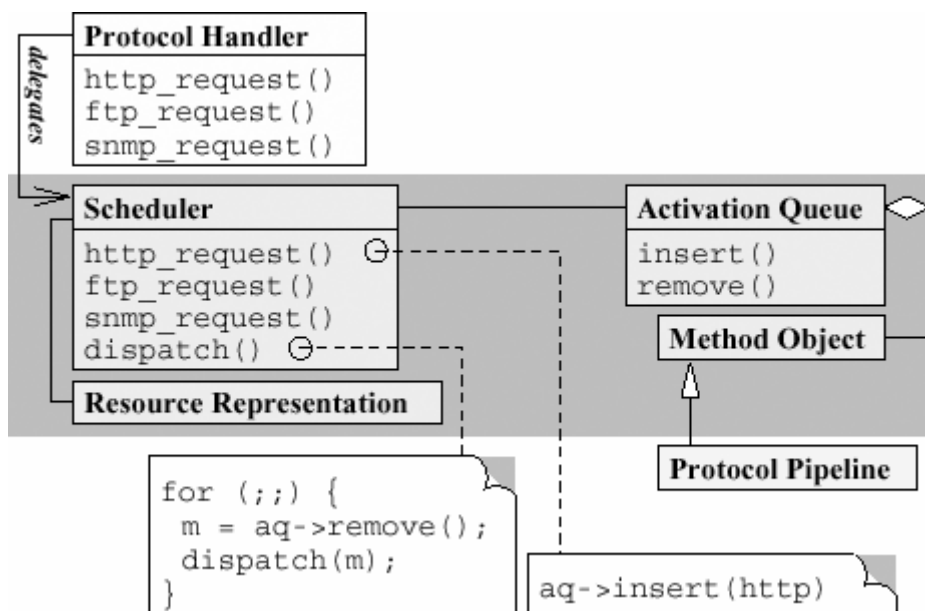 Protocol Handler
http_request()
ftp_request()
snmp_request()
delegates
Scheduler
http_request()
ftp_request()
snmp_request()
dispatch()
Activation Queue
insert()
remove()
Method Object
Resource Representation
Protocol Pipeline
for (;;) {
m = aq->remove();
dispatch(m);
}
aq->insert(http)